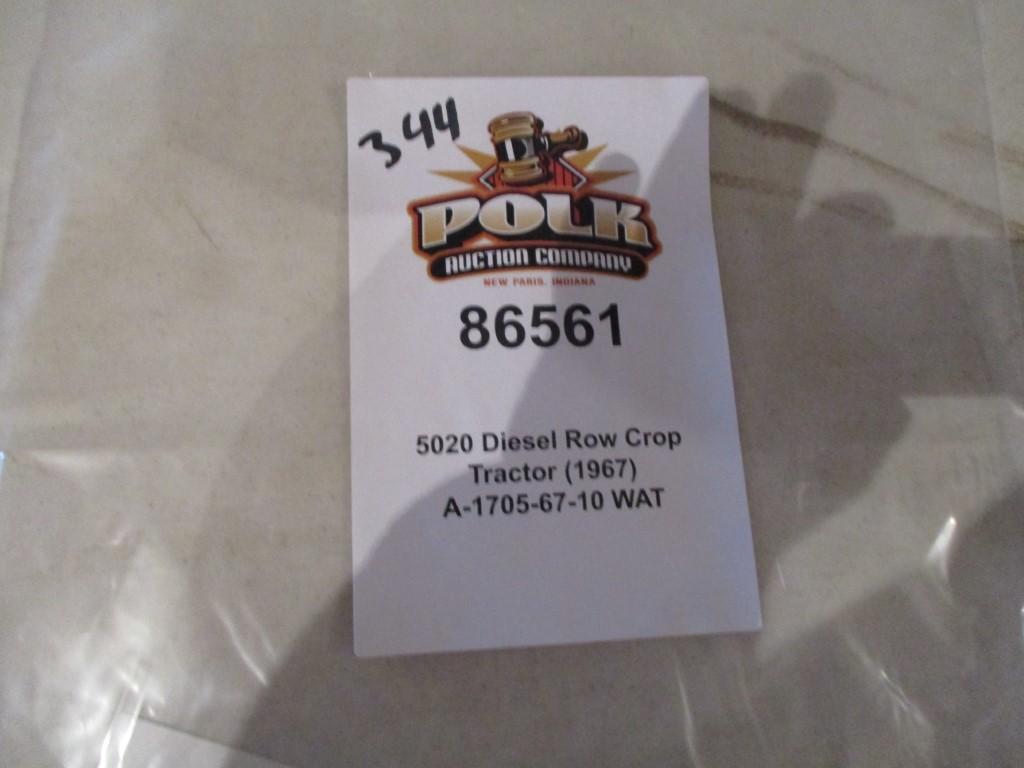 344
POLK
AUCTION COMPANY
NEW PARIS, INDIANA
86561
5020 Diesel Row Crop
Tractor (1967)
A-1705-67-10 WAT